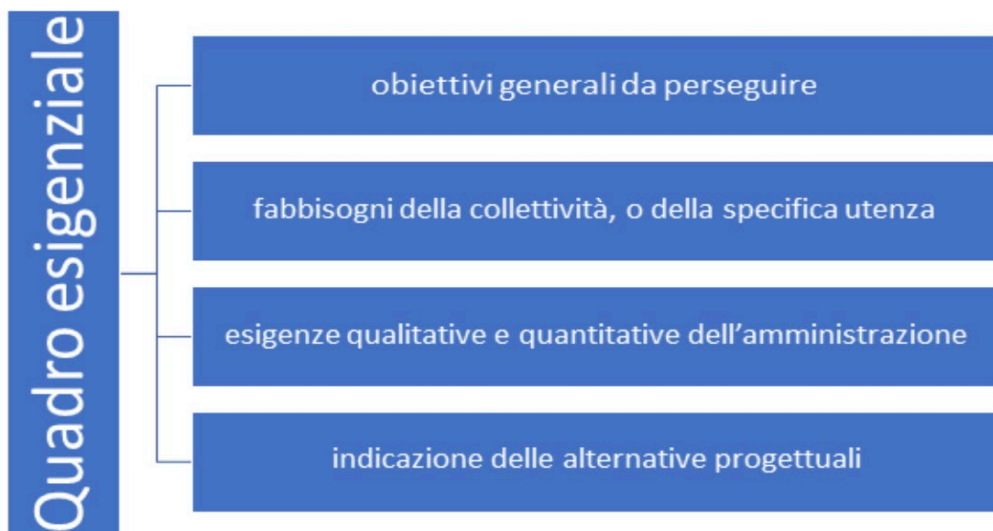 Quadro esigenziale
obiettivi generali da perseguire
fabbisogni della collettività, o della specifica utenza
esigenze qualitative e quantitative dell’amministrazione
indicazione delle alternative progettuali